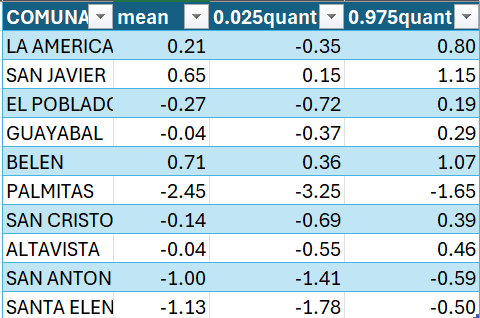 COMUNA mean 0.025quant 0.975quant
LA AMERICA 0.21 -0.35 0.80
SAN JAVIER 0.65 0.15 1.15
EL POBLADO -0.27 -0.72 0.19
GUAYABAL -0.04 -0.37 0.29
BELEN 0.71 0.36 1.07
PALMITAS -2.45 -3.25 -1.65
SAN CRISTO -0.14 -0.69 0.39
ALTAVISTA -0.04 -0.55 0.46
SAN ANTON -1.00 -1.41 -0.59
SANTA ELEN -1.13 -1.78 -0.50